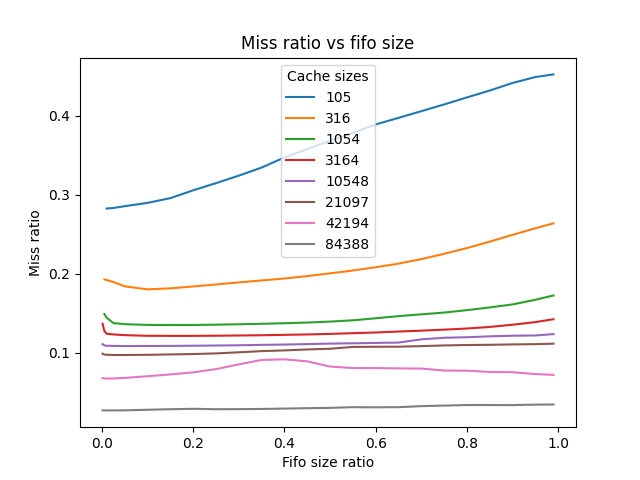 Miss ratio vs fifo size
Cache sizes
105
316
1054
3164
10548
21097
42194
84388
Miss ratio
0.4
0.3
0.2
0.1
0.0 0.2 0.4 0.6 0.8 1.0
Fifo size ratio